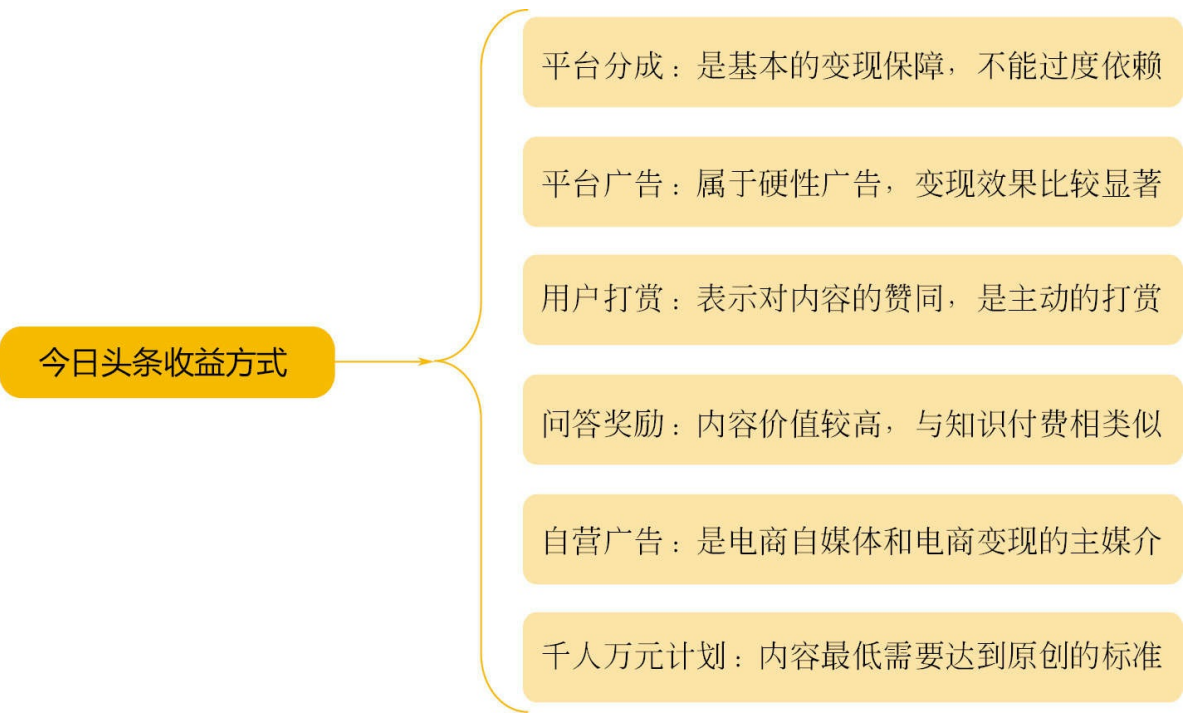 今日头条收益方式
平台分成：是基本的变现保障，不能过度依赖
平台广告：属于硬性广告，变现效果比较显著
用户打赏：表示对内容的赞同，是主动的打赏
问答奖励：内容价值较高，与知识付费相类似
自营广告：是电商自媒体和电商变现的主媒介
千人万元计划：内容最低需要达到原创的标准